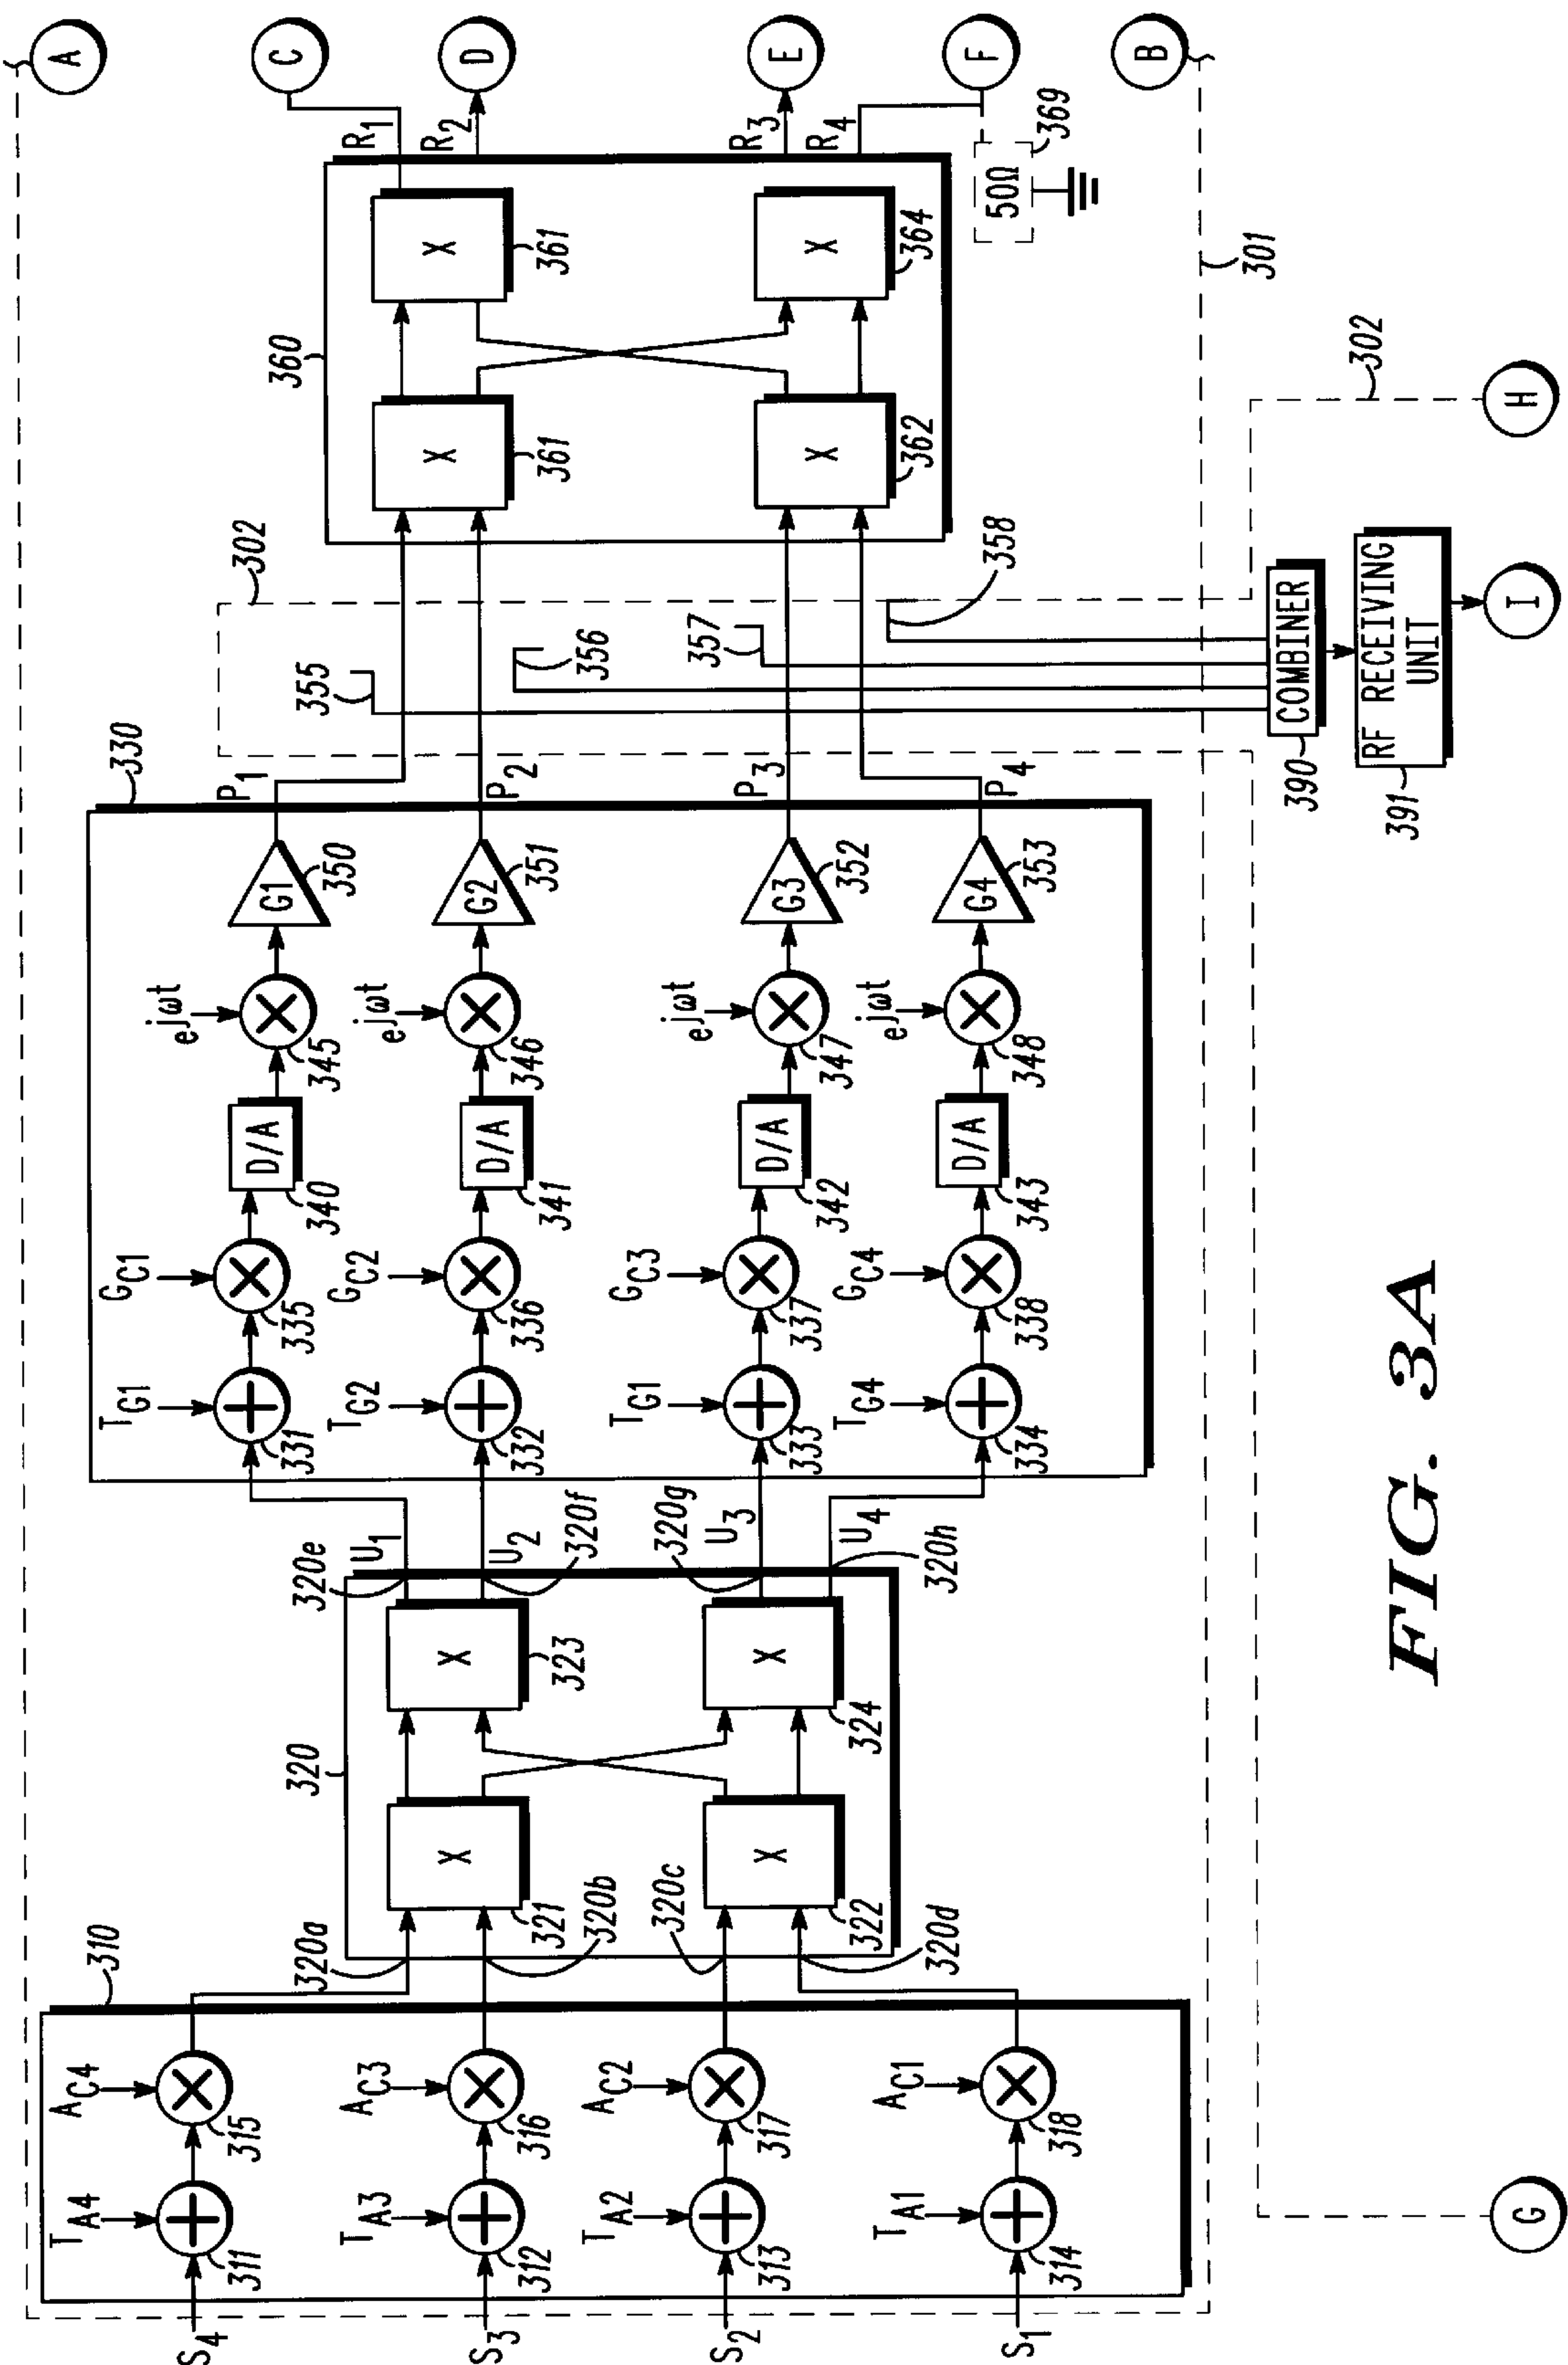 A
C
D
E
F
B
R1
R2
R3
R4
360
X
361
X
361
X
362
X
364
50Ω
369
301
302
302
355
356
357
358
COMBINER
390
RF RECEIVING
UNIT
391
H
I
330
P1
P2
P3
P4
TG1
331
GC1
335
D/A
340
ejωt
345
G1
350
TG2
332
GC2
336
D/A
341
ejωt
346
G2
351
TG1
333
GC3
337
D/A
342
ejωt
347
G3
352
TG4
334
GC4
338
D/A
343
ejωt
348
G4
353
320
320a
320b
320c
320d
X
321
X
322
X
323
X
324
320e
U1
U2
320f
320g
U3
U4
320h
310
S4
TA4
311
AC4
315
S3
TA3
312
AC3
316
S2
TA2
313
AC2
317
S1
TA1
314
AC1
318
G
FIG. 3A